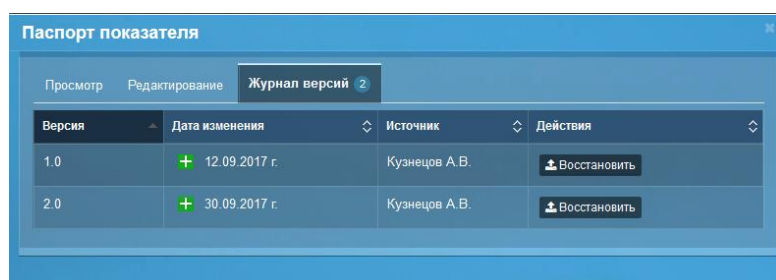 Паспорт показателя
Просмотр Редактирование Журнал версий 2
Версия Дата изменения Источник Действия
1.0 12.09.2017 г. Кузнецов А.В. Восстановить
2.0 30.09.2017 г. Кузнецов А.В. Восстановить